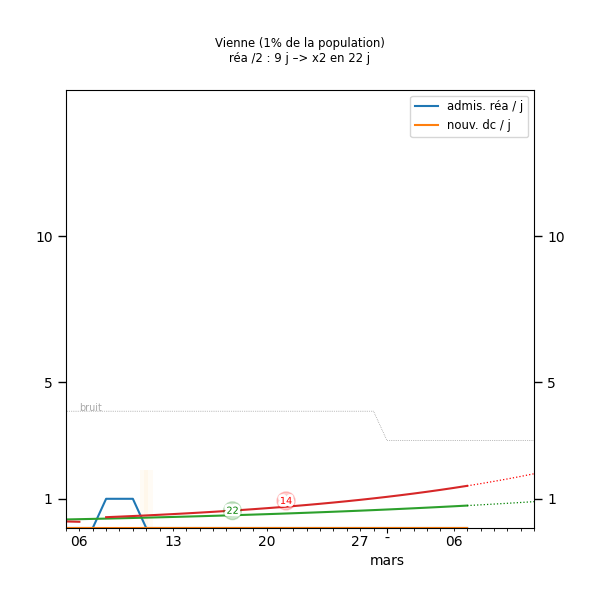 Vienne (1% de la population)
réa /2 : 9 j –> x2 en 22 j
admis. réa / j
nouv. dc / j
10
10
5
5
bruit
1
1
14
22
06
13
20
27
-
06
mars